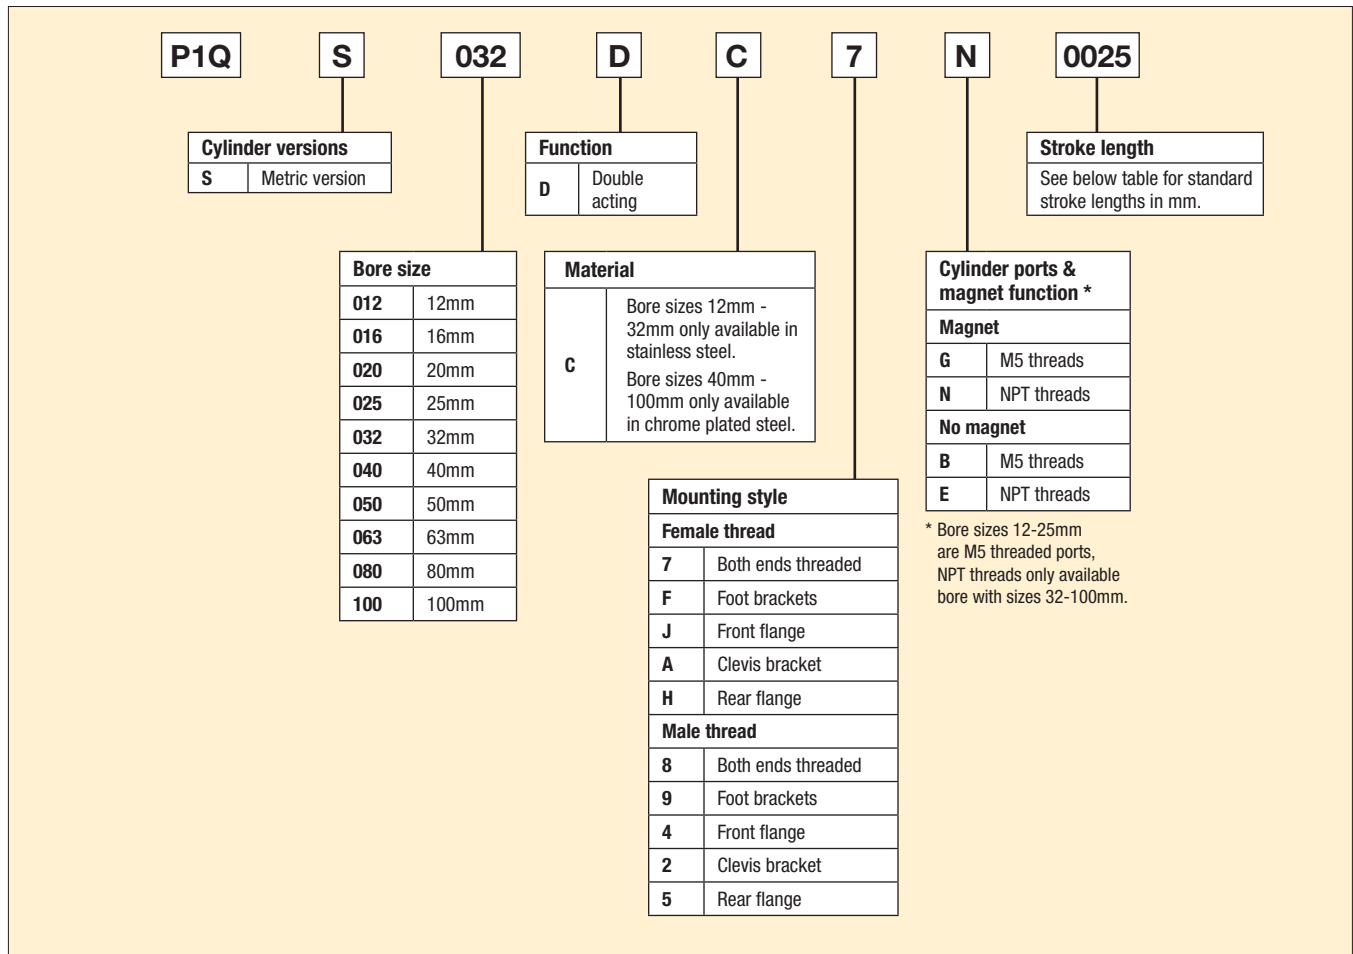 P1Q S 032 D C 7 N 0025
Cylinder versions
S Metric version
Function
D Double
acting
Stroke length
See below table for standard
stroke lengths in mm.
Bore size
012 12mm
016 16mm
020 20mm
025 25mm
032 32mm
040 40mm
050 50mm
063 63mm
080 80mm
100 100mm
Material
C
Bore sizes 12mm -
32mm only available in
stainless steel.
Bore sizes 40mm -
100mm only available
in chrome plated steel.
Cylinder ports &
magnet function *
Magnet
G M5 threads
N NPT threads
No magnet
B M5 threads
E NPT threads
* Bore sizes 12-25mm
are M5 threaded ports,
NPT threads only available
bore with sizes 32-100mm.
Mounting style
Female thread
7 Both ends threaded
F Foot brackets
J Front flange
A Clevis bracket
H Rear flange
Male thread
8 Both ends threaded
9 Foot brackets
4 Front flange
2 Clevis bracket
5 Rear flange